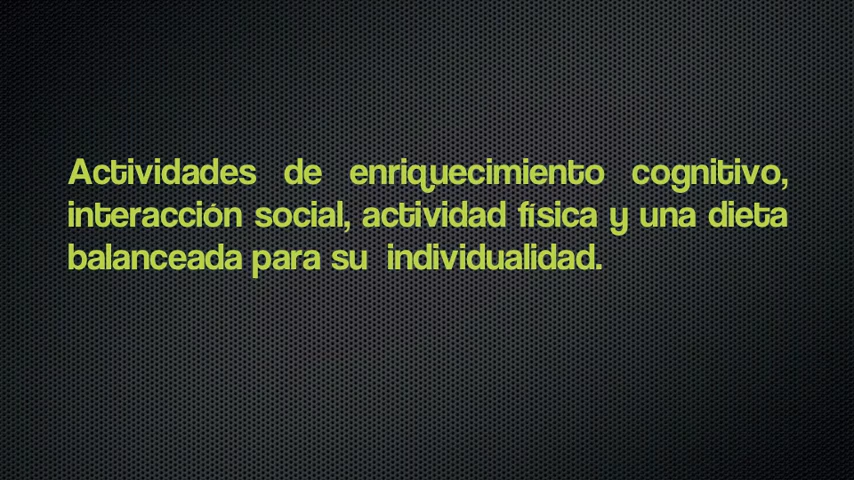 Actividades de enriquecimiento cognitivo,
interacción social, actividad física y una dieta
balanceada para su individualidad.